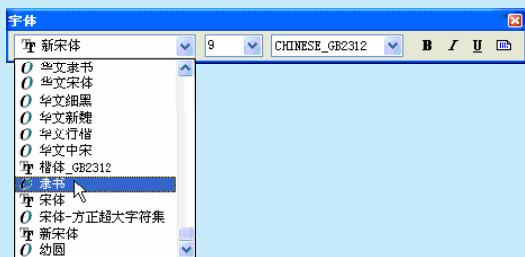 字体
新宋体 9 CHINESE_GB2312 B I U
华文隶书
华文宋体
华文细黑
华文新魏
华文行楷
华文中宋
楷体_GB2312
隶书
宋体
宋体-方正超大字符集
新宋体
幼圆